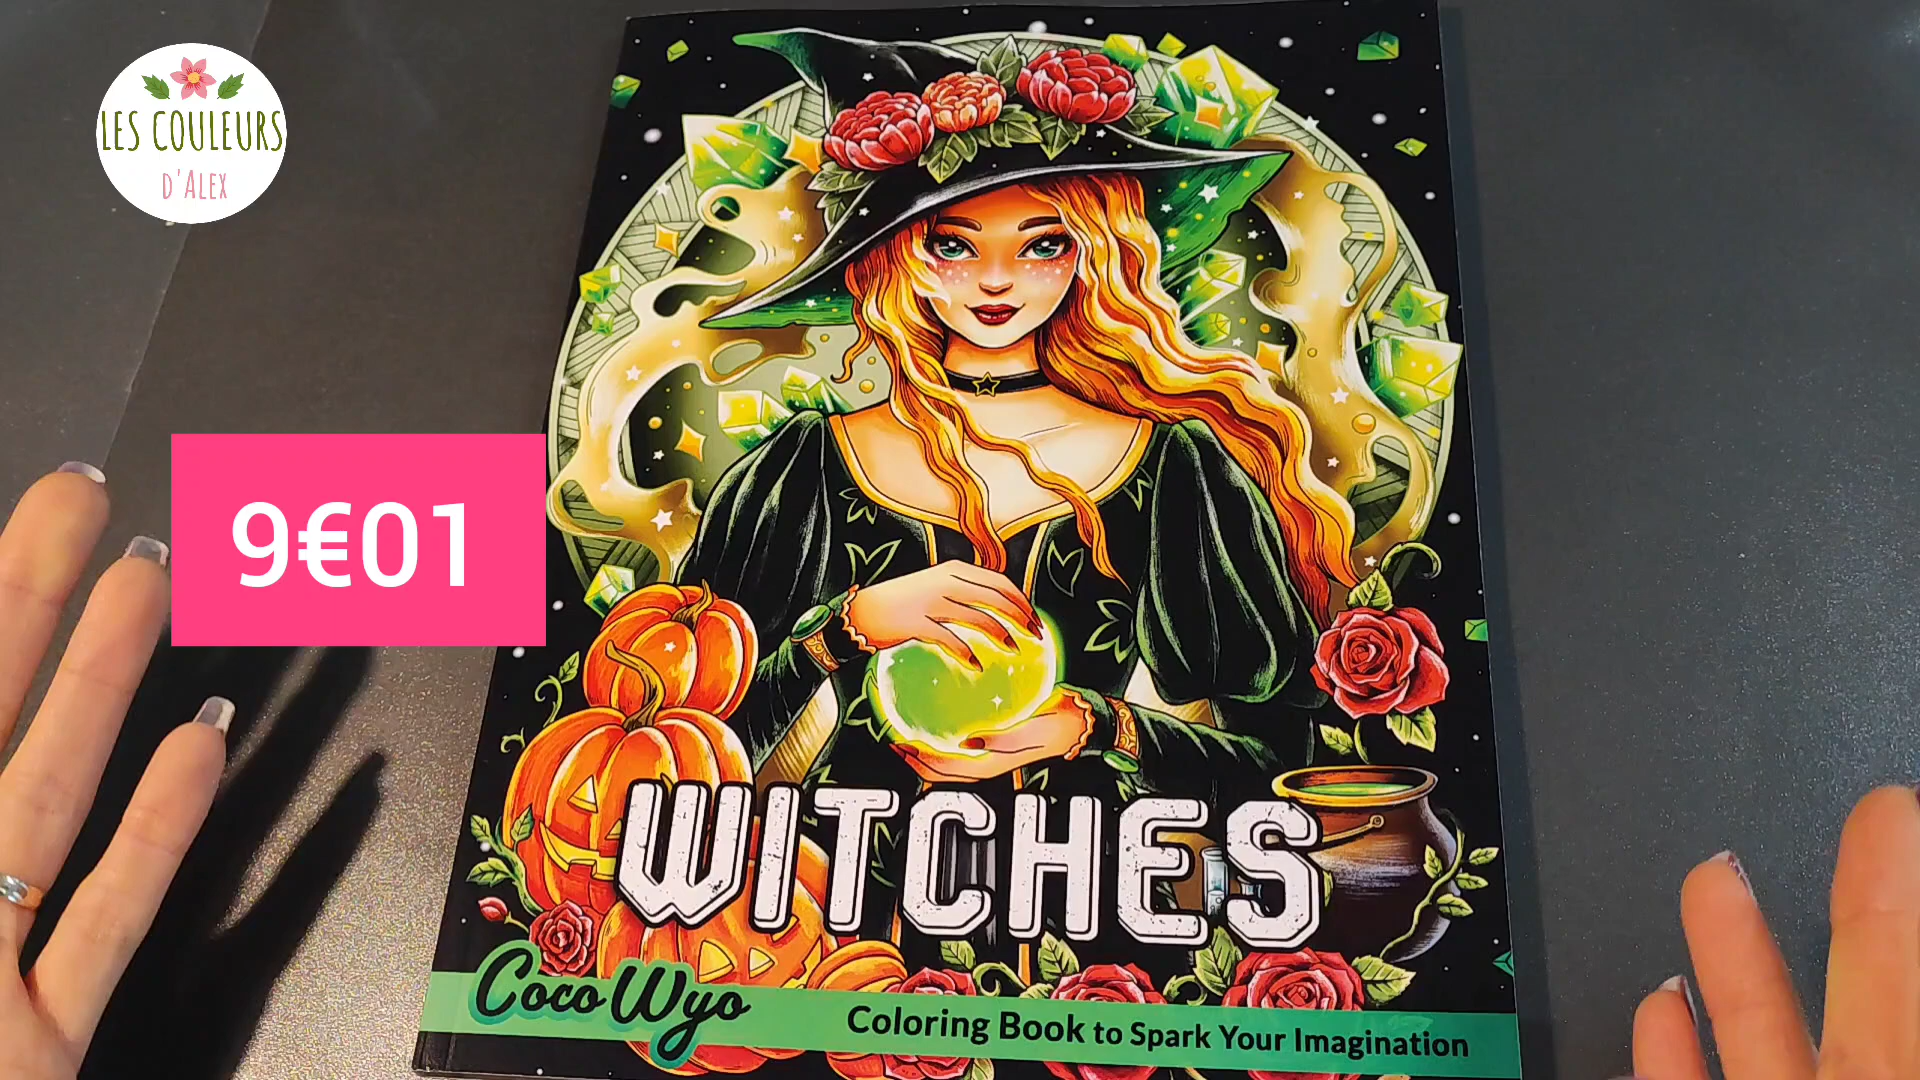 LES COULEURS
d'ALEX
9€01
WITCHES
Coco Wyo
Coloring Book to Spark Your Imagination